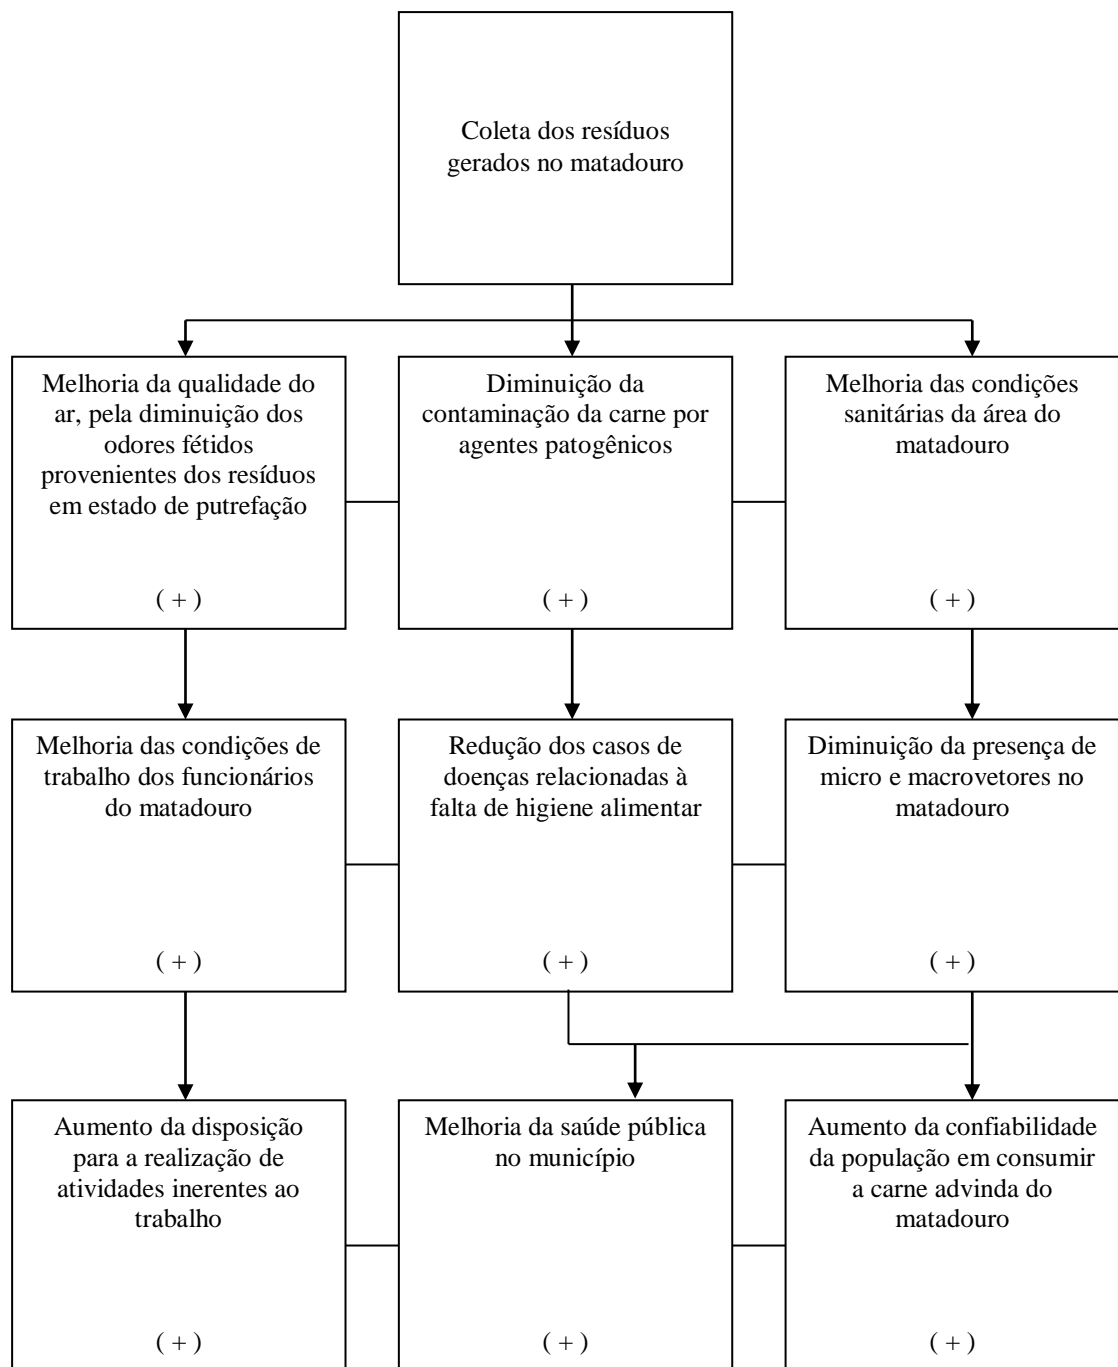 Coleta dos resíduos
gerados no matadouro
Melhoria da qualidade do
ar, pela diminuição dos
odores fétidos
provenientes dos resíduos
em estado de putrefação
( + )
Diminuição da
contaminação da carne por
agentes patogênicos
( + )
Melhoria das condições
sanitárias da área do
matadouro
( + )
Melhoria das condições de
trabalho dos funcionários
do matadouro
( + )
Redução dos casos de
doenças relacionadas à
falta de higiene alimentar
( + )
Diminuição da presença de
micro e macrovetores no
matadouro
( + )
Aumento da disposição
para a realização de
atividades inerentes ao
trabalho
( + )
Melhoria da saúde pública
no município
( + )
Aumento da confiabilidade
da população em consumir
a carne advinda do
matadouro
( + )